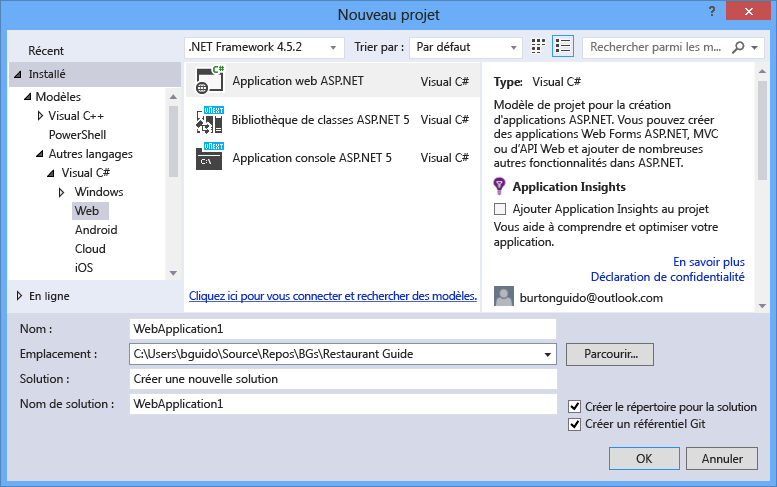 Nouveau projet
?
Récent
.NET Framework 4.5.2
Trier par :
Par défaut
Rechercher parmi les m...
Installé
Modèles
Visual C++
PowerShell
Autres langages
Visual C#
Windows
Web
Android
Cloud
iOS
En ligne
C#
Application web ASP.NET
Visual C#
VNEXT
Bibliothèque de classes ASP.NET 5
Visual C#
VNEXT
C:\
Application console ASP.NET 5
Visual C#
Cliquez ici pour vous connecter et rechercher des modèles.
Type: Visual C#
Modèle de projet pour la création
d'applications ASP.NET. Vous pouvez créer
des applications Web Forms ASP.NET, MVC
ou d'API Web et ajouter de nombreuses
autres fonctionnalités dans ASP.NET.
Application Insights
Ajouter Application Insights au projet
Vous aide à comprendre et optimiser votre
application.
En savoir plus
Déclaration de confidentialité
burtonguido@outlook.com
Nom :
WebApplication1
Emplacement :
C:\Users\bguido\Source\Repos\BGs\Restaurant Guide
Parcourir...
Solution :
Créer une nouvelle solution
Nom de solution :
WebApplication1
Créer le répertoire pour la solution
Créer un référentiel Git
OK
Annuler